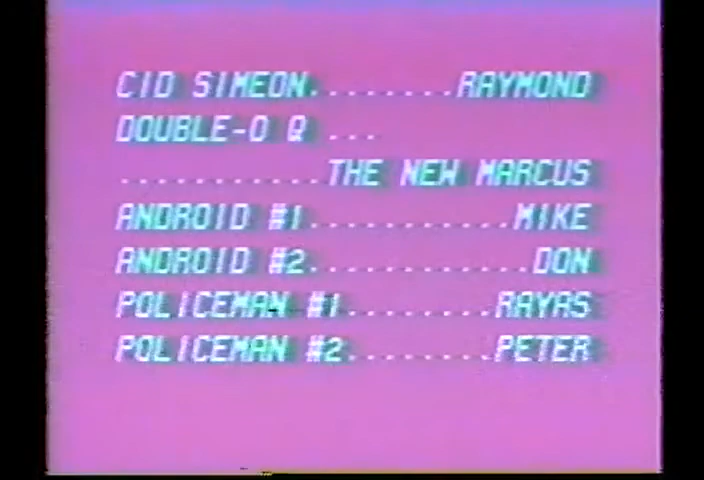 CID SIMEON........RAYMOND
DOUBLE-O Q ...
...........THE NEW MARCUS
ANDROID #1...........MIKE
ANDROID #2............DON
POLICEMAN #1........RAYAS
POLICEMAN #2........PETER